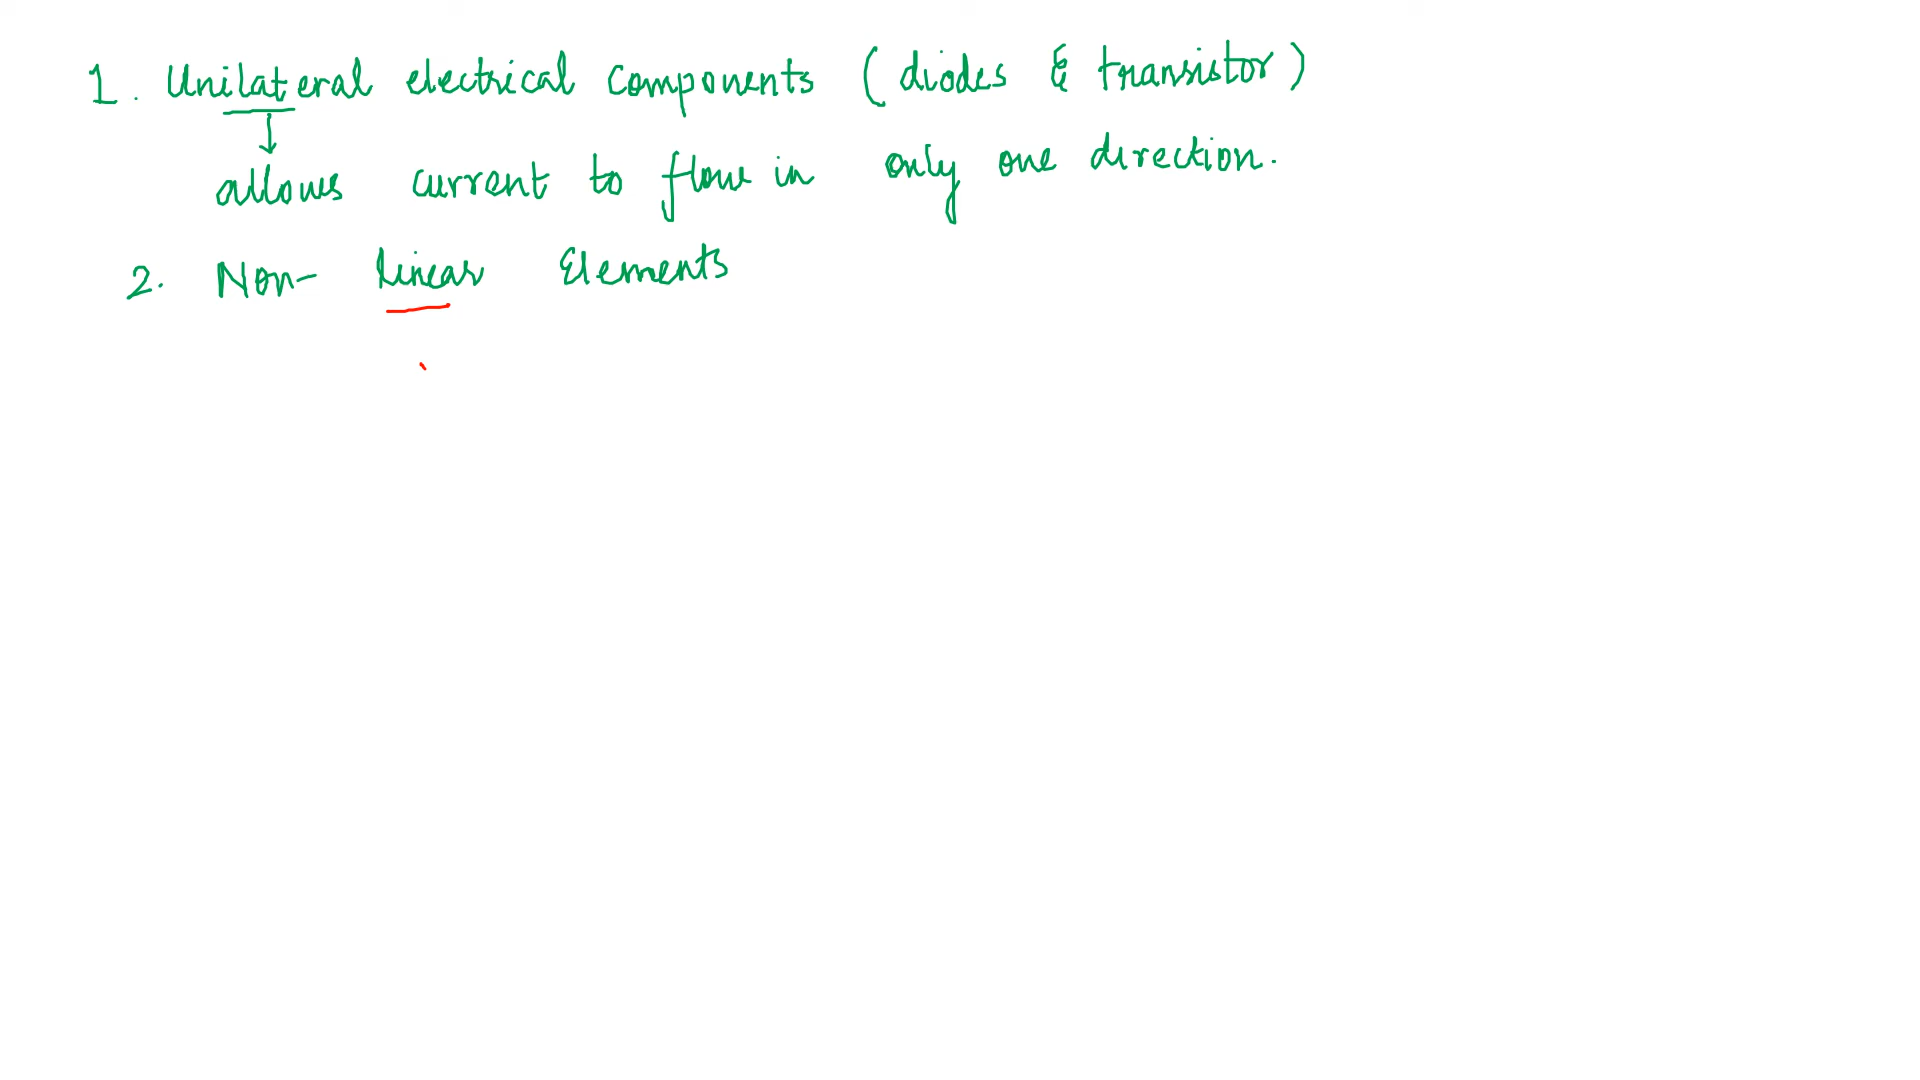 1. Unilateral electrical components (diodes & transistor)
allows current to flow in only one direction.
2. Non- Linear Elements